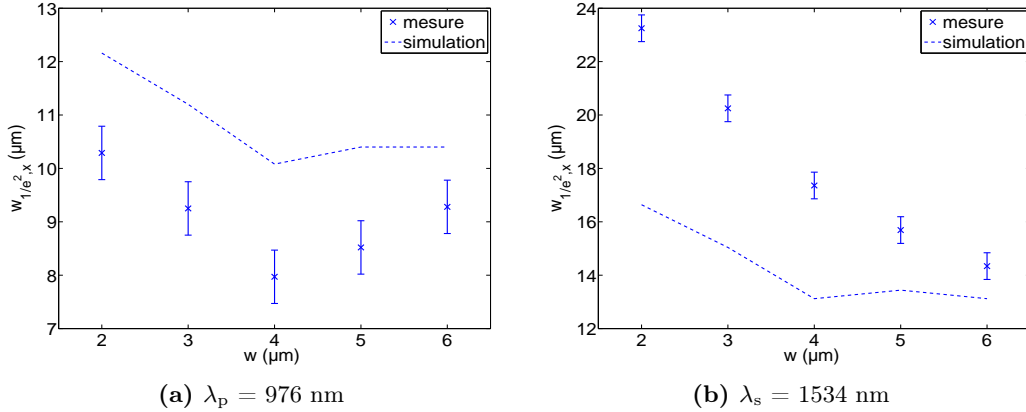 13
12
11
10
9
8
7
2 3 4 5 6
w (µm)
w1/e²,x (µm)
mesure
simulation
(a) λp = 976 nm
24
22
20
18
16
14
12
2 3 4 5 6
w (µm)
w1/e²,x (µm)
mesure
simulation
(b) λs = 1534 nm